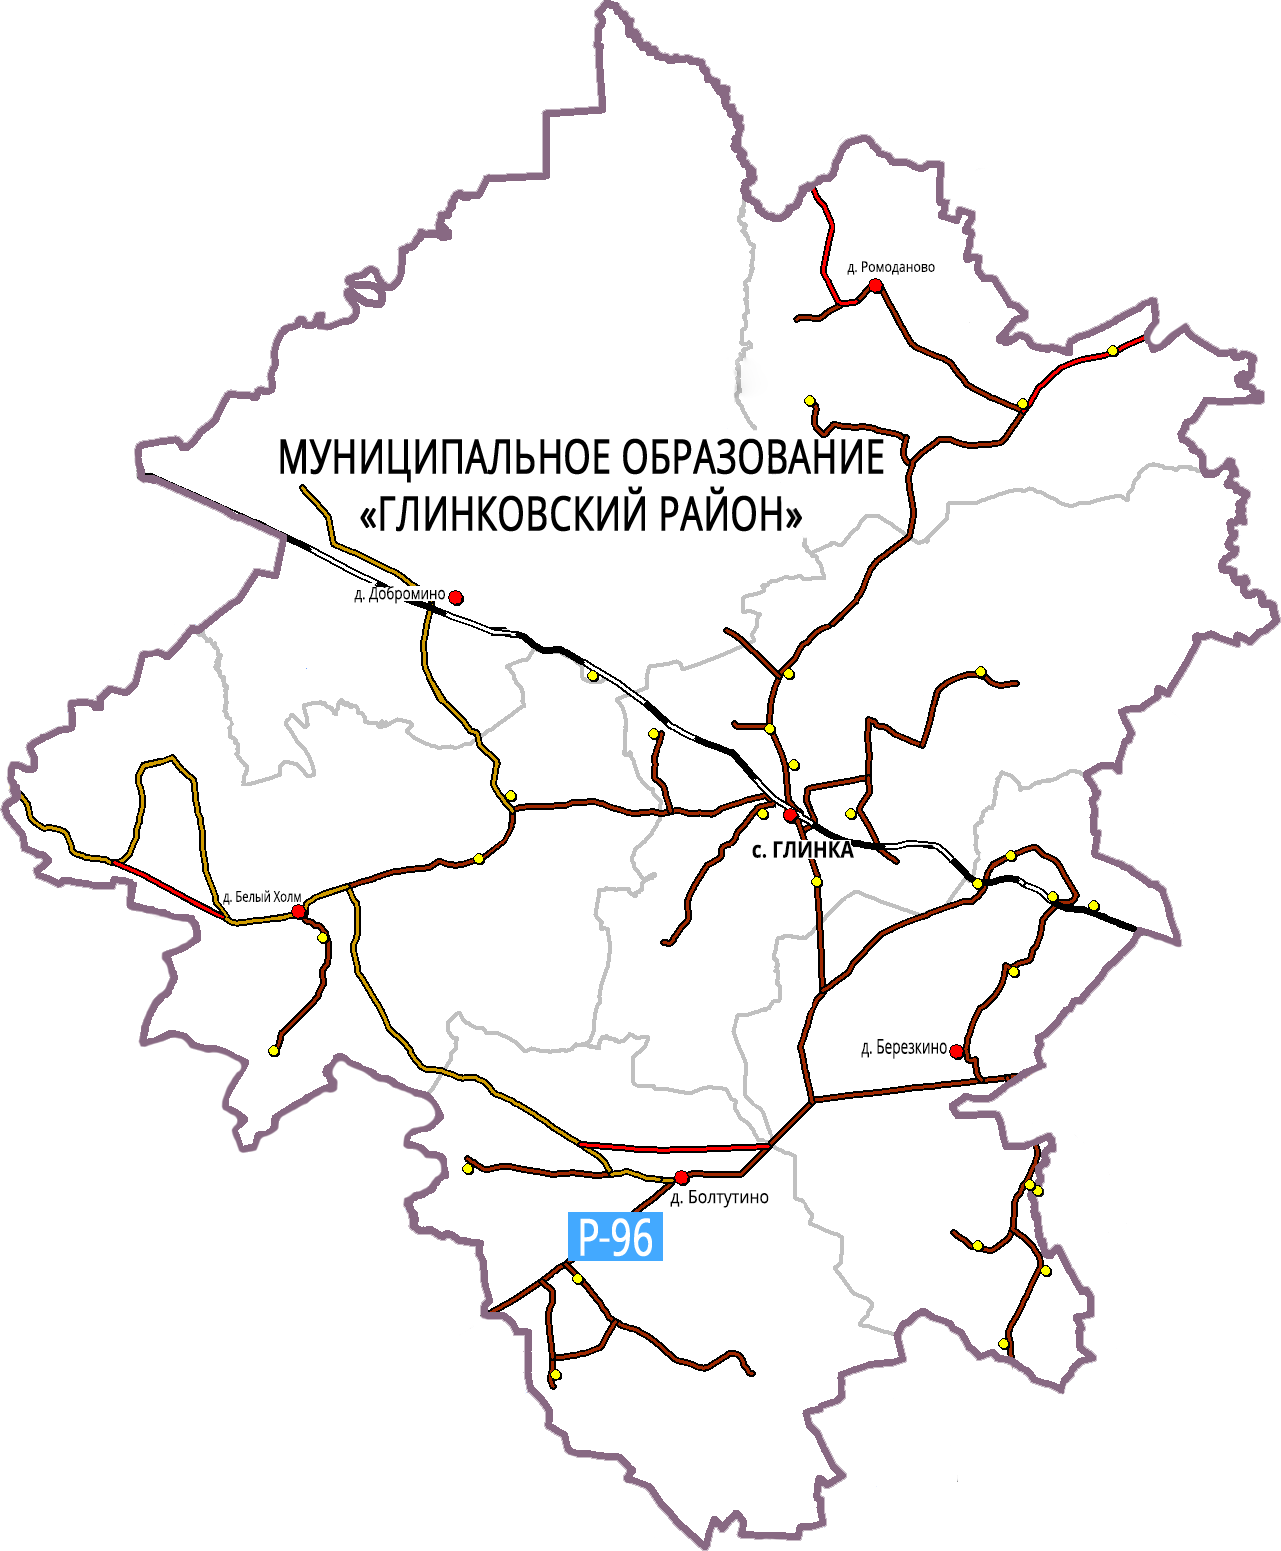 д. Ромоданово
МУНИЦИПАЛЬНОЕ ОБРАЗОВАНИЕ
«ГЛИНКОВСКИЙ РАЙОН»
д. Добромино
с. ГЛИНКА
д. Белый Холм
д. Березкино
д. Болтутино
Р-96